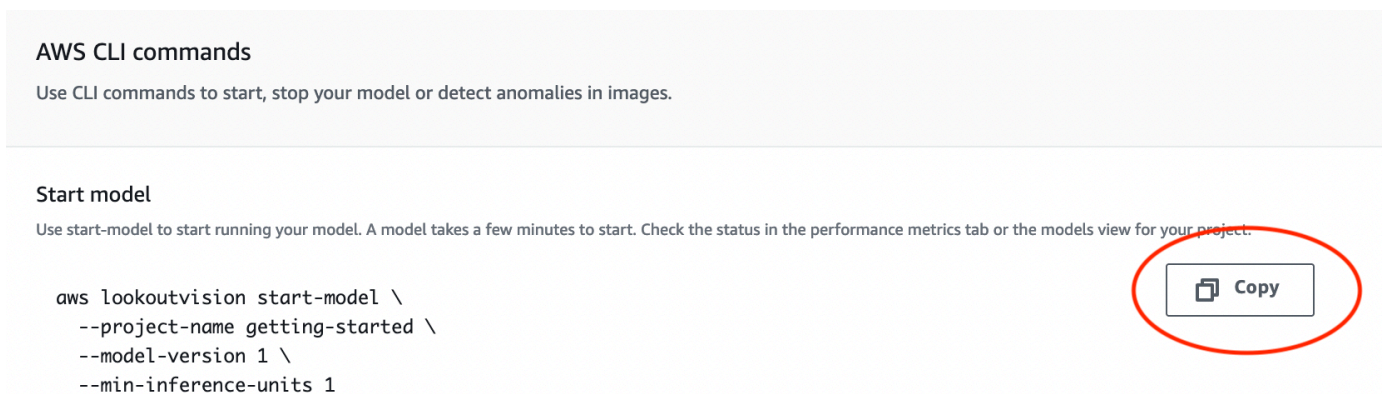 AWS CLI commands
Use CLI commands to start, stop your model or detect anomalies in images.
Start model
Use start-model to start running your model. A model takes a few minutes to start. Check the status in the performance metrics tab or the models view for your project.
Copy
aws lookoutvision start-model \
--project-name getting-started \
--model-version 1 \
--min-inference-units 1